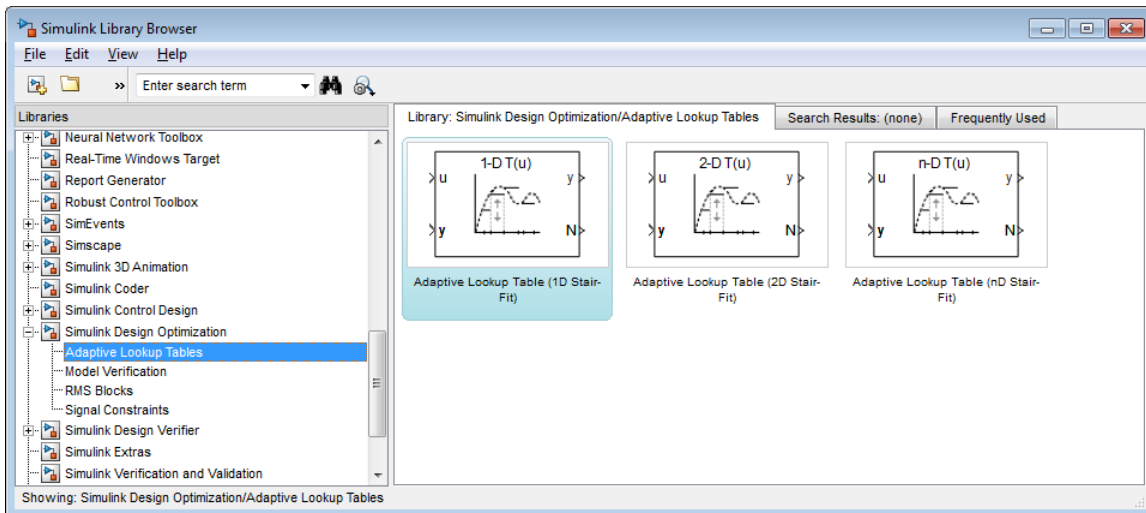 Simulink Library Browser
File Edit View Help
» Enter search term
Libraries
Neural Network Toolbox
Real-Time Windows Target
Report Generator
Robust Control Toolbox
SimEvents
Simscape
Simulink 3D Animation
Simulink Coder
Simulink Control Design
Simulink Design Optimization
Adaptive Lookup Tables
Model Verification
RMS Blocks
Signal Constraints
Simulink Design Verifier
Simulink Extras
Simulink Verification and Validation
Library: Simulink Design Optimization/Adaptive Lookup Tables Search Results: (none) Frequently Used
1-D T(u)
u y
y N
Adaptive Lookup Table (1D Stair-
Fit)
2-D T(u)
u y
y N
Adaptive Lookup Table (2D Stair-
Fit)
n-D T(u)
u y
y N
Adaptive Lookup Table (nD Stair-
Fit)
Showing: Simulink Design Optimization/Adaptive Lookup Tables